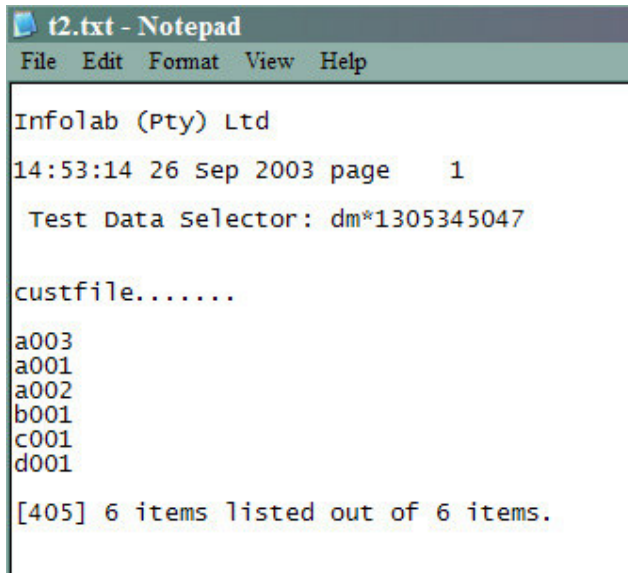 t2.txt - Notepad
File Edit Format View Help
Infolab (Pty) Ltd
14:53:14 26 Sep 2003 page    1
Test Data Selector: dm*1305345047
custfile.......
a003
a001
a002
b001
c001
d001
[405] 6 items listed out of 6 items.